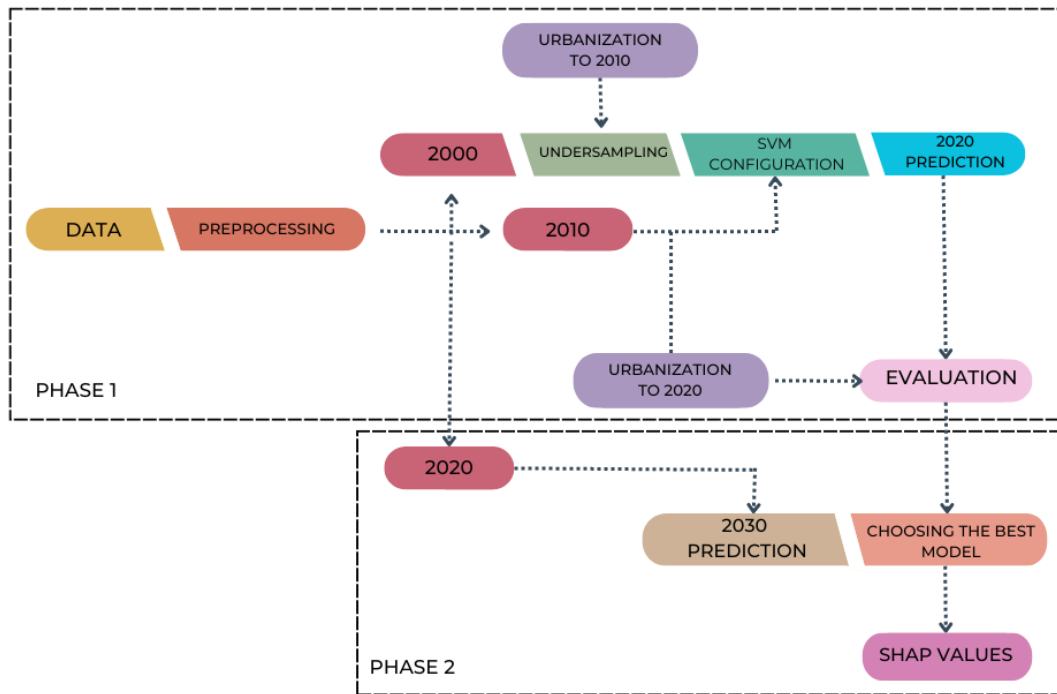 URBANIZATION
TO 2010
2000
UNDERSAMPLING
SVM
CONFIGURATION
2020
PREDICTION
DATA
PREPROCESSING
2010
URBANIZATION
TO 2020
EVALUATION
PHASE 1
2020
2030
PREDICTION
CHOOSING THE BEST
MODEL
SHAP VALUES
PHASE 2